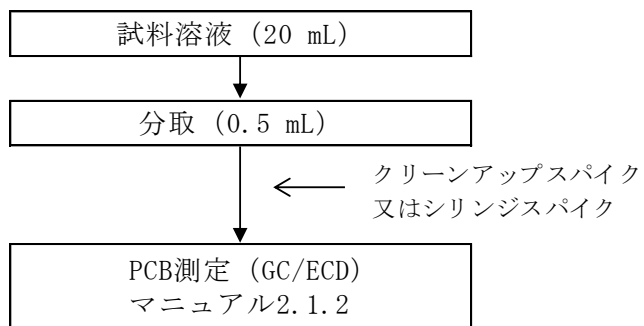 試料溶液 (20 mL)
分取 (0.5 mL)
クリーンアップスパイク
又はシリンジスパイク
PCB測定 (GC/ECD)
マニュアル2.1.2